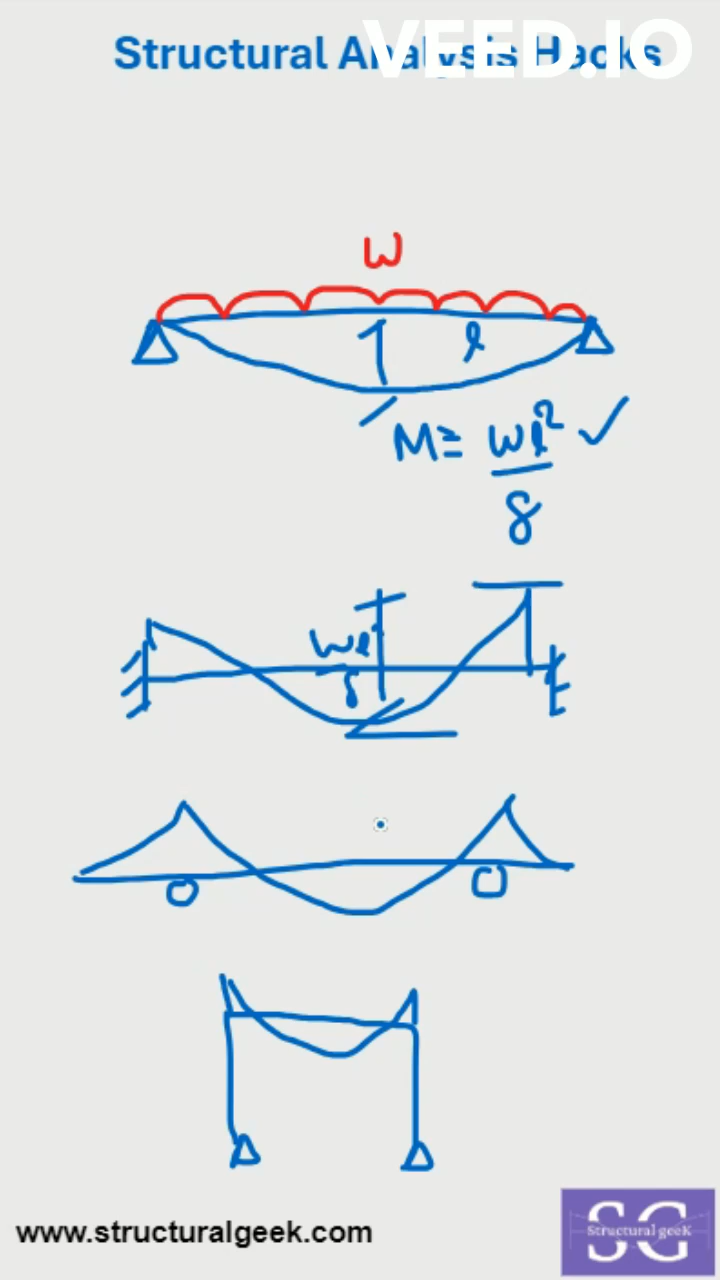 Structural Analysis Hacks
VEED.IO
w
l
M = wl²
8
wl²
8
www.structuralgeek.com
SG
Structural geeK